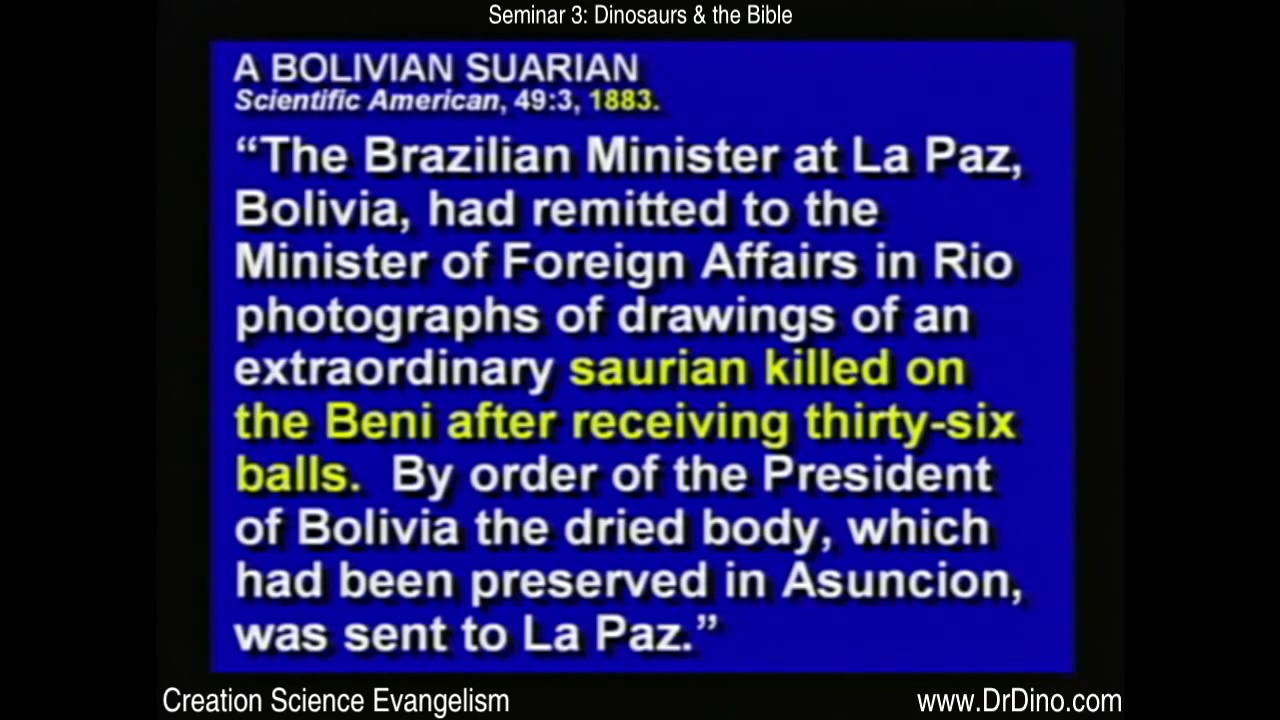 Seminar 3: Dinosaurs & the Bible
A BOLIVIAN SUARIAN
Scientific American, 49:3, 1883.
“The Brazilian Minister at La Paz,
Bolivia, had remitted to the
Minister of Foreign Affairs in Rio
photographs of drawings of an
extraordinary saurian killed on
the Beni after receiving thirty-six
balls.  By order of the President
of Bolivia the dried body, which
had been preserved in Asuncion,
was sent to La Paz.”
Creation Science Evangelism
www.DrDino.com